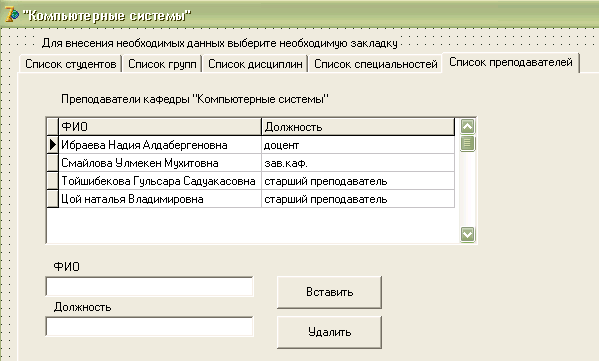 "Компьютерные системы"
Для внесения необходимых данных выберите необходимую закладку
Список студентов Список групп Список дисциплин Список специальностей Список преподавателей
Преподаватели кафедры "Компьютерные системы"
ФИО Должность
Ибраева Надия Алдабергеновна доцент
Смайлова Улмекен Мухитовна зав.каф.
Тойшибекова Гульсара Садуакасовна старший преподаватель
Цой наталья Владимировна старший преподаватель
ФИО
Вставить
Должность
Удалить